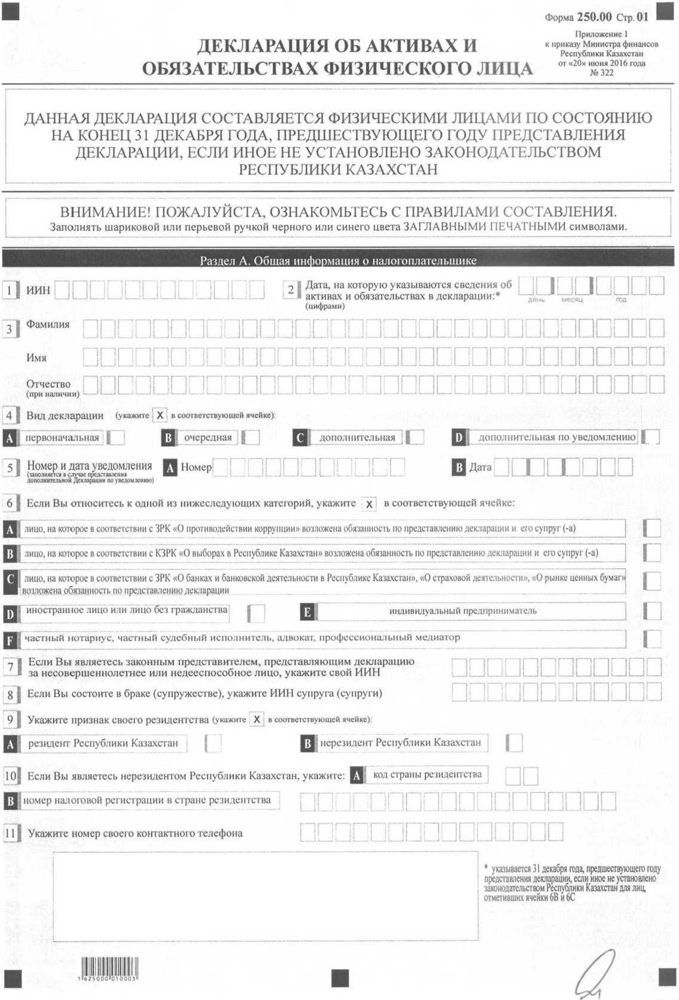 Форма 250.00 Стр. 01
Приложение 1
к приказу Министра финансов
Республики Казахстан
от «20» июня 2016 года
№ 322
ДЕКЛАРАЦИЯ ОБ АКТИВАХ И
ОБЯЗАТЕЛЬСТВАХ ФИЗИЧЕСКОГО ЛИЦА
ДАННАЯ ДЕКЛАРАЦИЯ СОСТАВЛЯЕТСЯ ФИЗИЧЕСКИМИ ЛИЦАМИ ПО СОСТОЯНИЮ
НА КОНЕЦ 31 ДЕКАБРЯ ГОДА, ПРЕДШЕСТВУЮЩЕГО ГОДУ ПРЕДСТАВЛЕНИЯ
ДЕКЛАРАЦИИ, ЕСЛИ ИНОЕ НЕ УСТАНОВЛЕНО ЗАКОНОДАТЕЛЬСТВОМ
РЕСПУБЛИКИ КАЗАХСТАН
ВНИМАНИЕ! ПОЖАЛУЙСТА, ОЗНАКОМЬТЕСЬ С ПРАВИЛАМИ СОСТАВЛЕНИЯ.
Заполнять шариковой или перьевой ручкой черного или синего цвета ЗАГЛАВНЫМИ ПЕЧАТНЫМИ символами.
Раздел А. Общая информация о налогоплательщике
1 ИИН
2 Дата, на которую указываются сведения об
активах и обязательствах в декларации:*
(цифрами)
день месяц год
3 Фамилия
Имя
Отчество
(при наличии)
4 Вид декларации (укажите X в соответствующей ячейке):
A первоначальная B очередная C дополнительная D дополнительная по уведомлению
5 Номер и дата уведомления A Номер B Дата
(заполняется в случае представления
дополнительной Декларации по уведомлению)
6 Если Вы относитесь к одной из нижеследующих категорий, укажите X в соответствующей ячейке:
A лицо, на которое в соответствии с ЗРК «О противодействии коррупции» возложена обязанность по представлению декларации и его супруг (-а)
B лицо, на которое в соответствии с КЗРК «О выборах в Республике Казахстан» возложена обязанность по представлению декларации и его супруг (-а)
C лицо, на которое в соответствии с ЗРК «О банках и банковской деятельности в Республике Казахстан», «О страховой деятельности», «О рынке ценных бумаг»
возложена обязанность по представлению декларации
D иностранное лицо или лицо без гражданства E индивидуальный предприниматель
F частный нотариус, частный судебный исполнитель, адвокат, профессиональный медиатор
7 Если Вы являетесь законным представителем, представляющим декларацию
за несовершеннолетнее или недееспособное лицо, укажите свой ИИН
8 Если Вы состоите в браке (супружестве), укажите ИИН супруга (супруги)
9 Укажите признак своего резидентства (укажите X в соответствующей ячейке):
A резидент Республики Казахстан B нерезидент Республики Казахстан
10 Если Вы являетесь нерезидентом Республики Казахстан, укажите: A код страны резидентства
B номер налоговой регистрации в стране резидентства
11 Укажите номер своего контактного телефона
* указывается 31 декабря года, предшествующего году
представления декларации, если иное не установлено
законодательством Республики Казахстан для лиц,
отметивших ячейки 6В и 6С
1 625000 010003